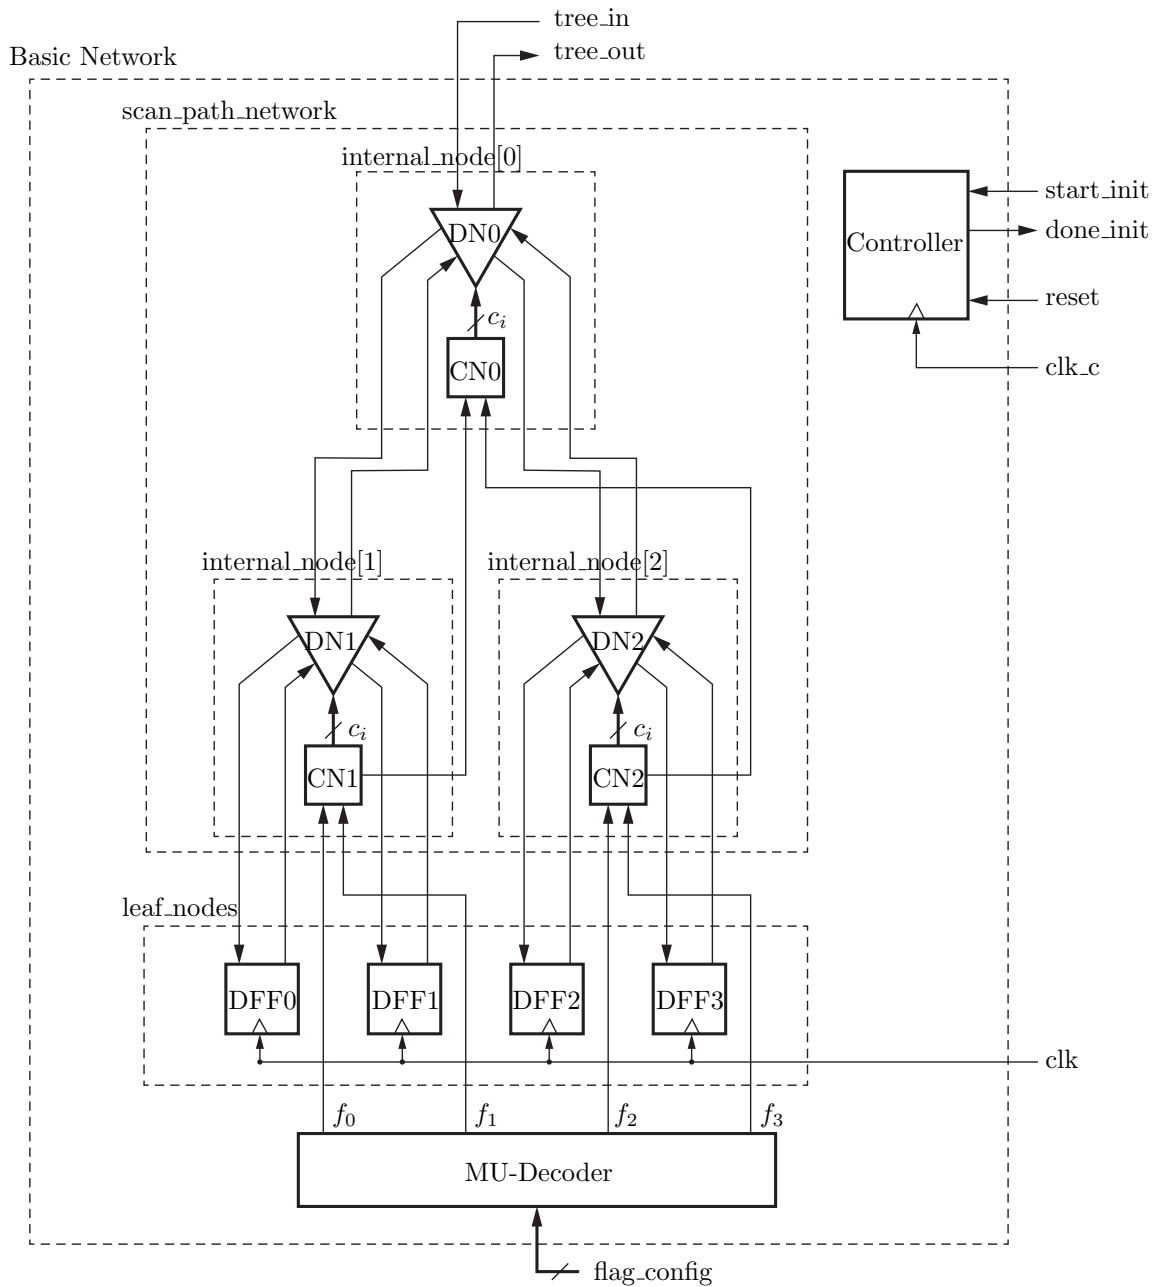 tree_in
tree_out
Basic Network
scan_path_network
internal_node[0]
DN0
c_i
CN0
Controller
start_init
done_init
reset
clk_c
internal_node[1]
internal_node[2]
DN1
DN2
c_i
c_i
CN1
CN2
leaf_nodes
DFF0
DFF1
DFF2
DFF3
clk
f_0
f_1
f_2
f_3
MU-Decoder
flag_config